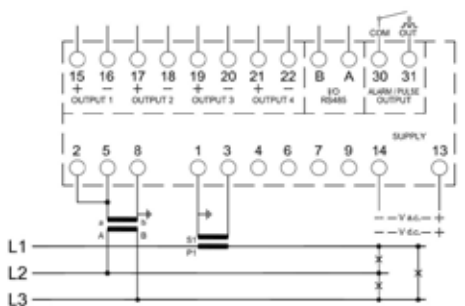 COM OUT
15 16 17 18 19 20 21 22 B A 30 31
+ − + − + − + −
OUTPUT 1 OUTPUT 2 OUTPUT 3 OUTPUT 4 I/O RS485 ALARM / PULSE OUTPUT
SUPPLY
2 5 8 1 3 4 6 7 9 14 13
a b
A B
S1
P1
− V a.c. +
− V d.c. +
L1
L2
L3